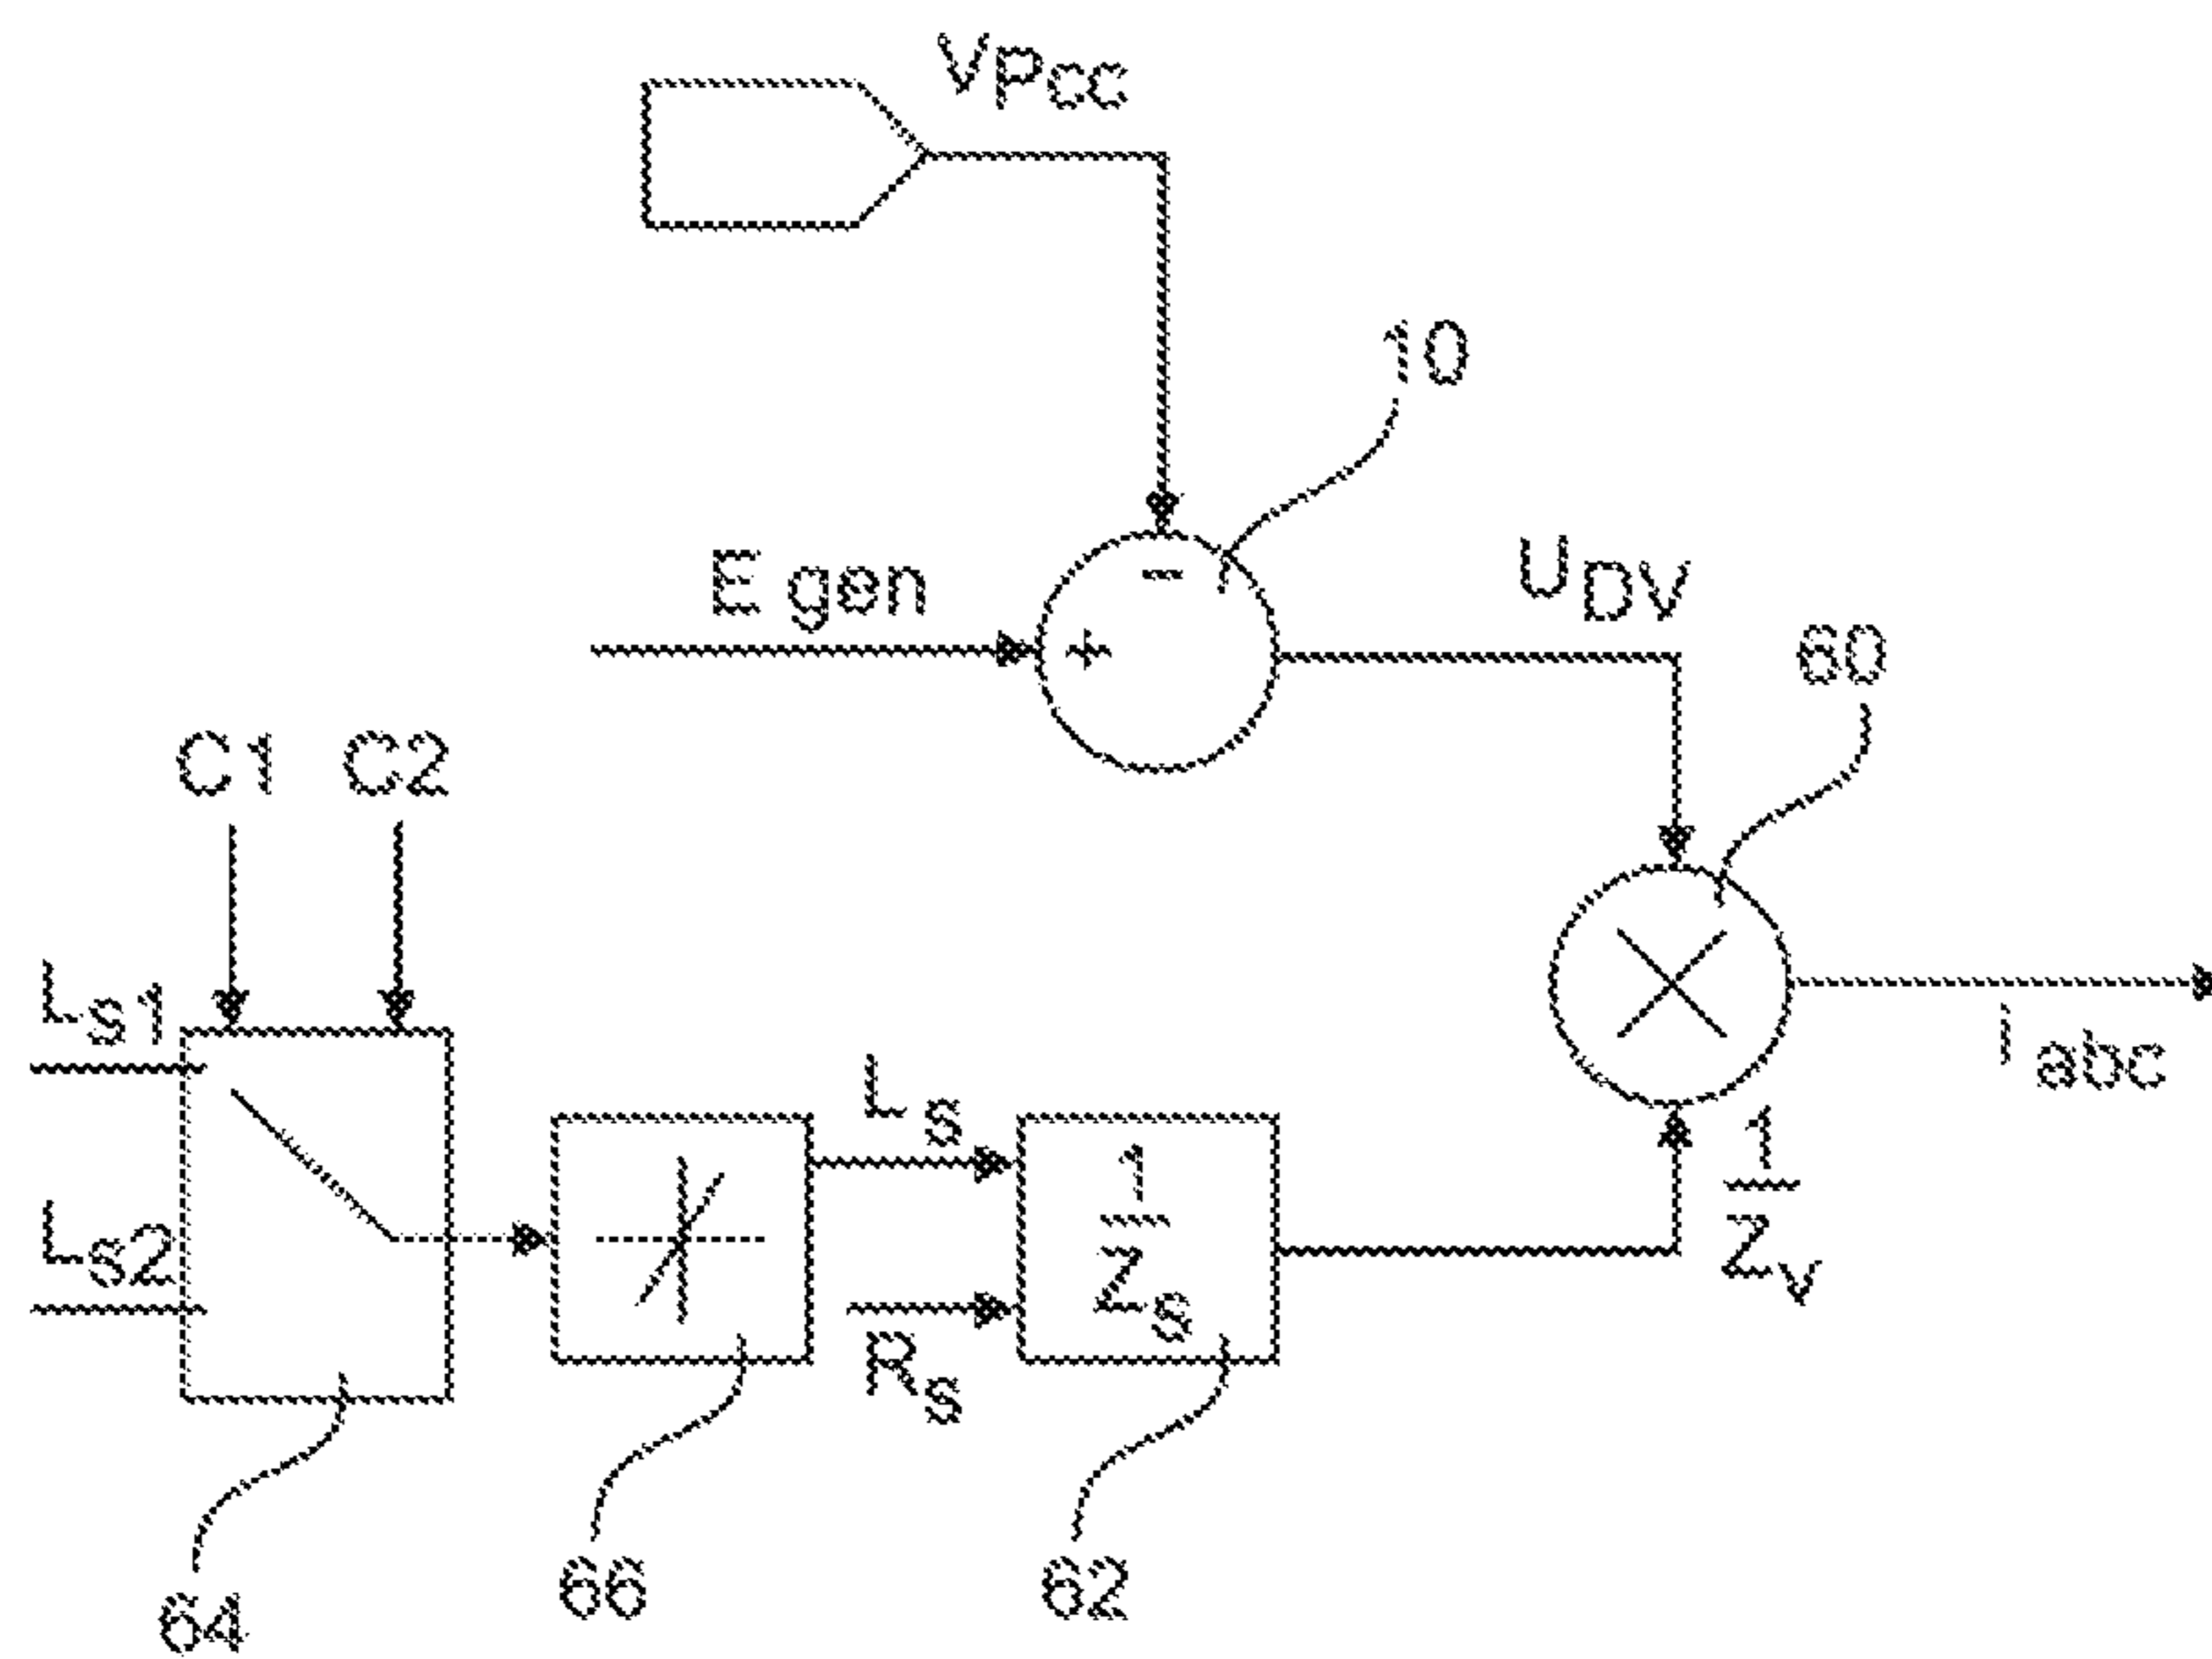 VPCC
10
E gen
+
-
UDV
60
C1 C2
Ls1
Ls2
Ls
Rs
1
Zs
1
Zv
Iabc
64
66
62